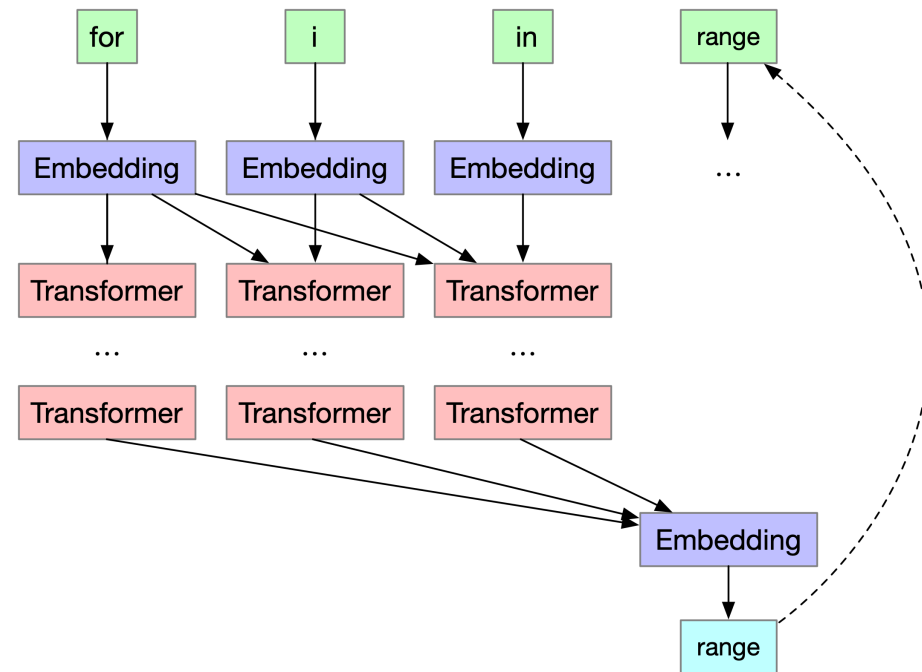 for i in range
Embedding Embedding Embedding ...
Transformer Transformer Transformer
... ... ...
Transformer Transformer Transformer
Embedding
range